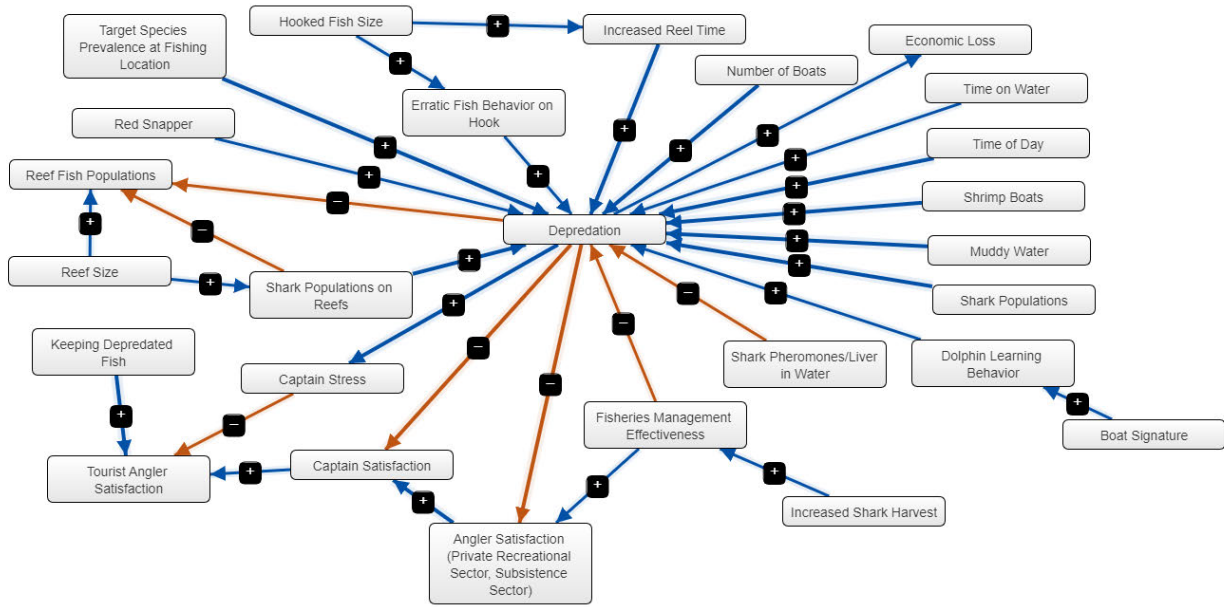 Target Species
Prevalence at Fishing
Location
Hooked Fish Size
+
Increased Reel Time
Economic Loss
+
Number of Boats
Time on Water
Erratic Fish Behavior on
Hook
Red Snapper
+
+
+
+
+
+
+
Time of Day
Reef Fish Populations
+
+
Shrimp Boats
−
+
+
−
Depredation
+
Muddy Water
Reef Size
+
Shark Populations on
Reefs
+
+
−
+
Shark Populations
Keeping Depredated
Fish
+
−
−
Shark Pheromones/Liver
in Water
Dolphin Learning
Behavior
Captain Stress
−
+
−
+
Fisheries Management
Effectiveness
Boat Signature
Tourist Angler
Satisfaction
+
Captain Satisfaction
+
+
+
Increased Shark Harvest
Angler Satisfaction
(Private Recreational
Sector, Subsistence
Sector)